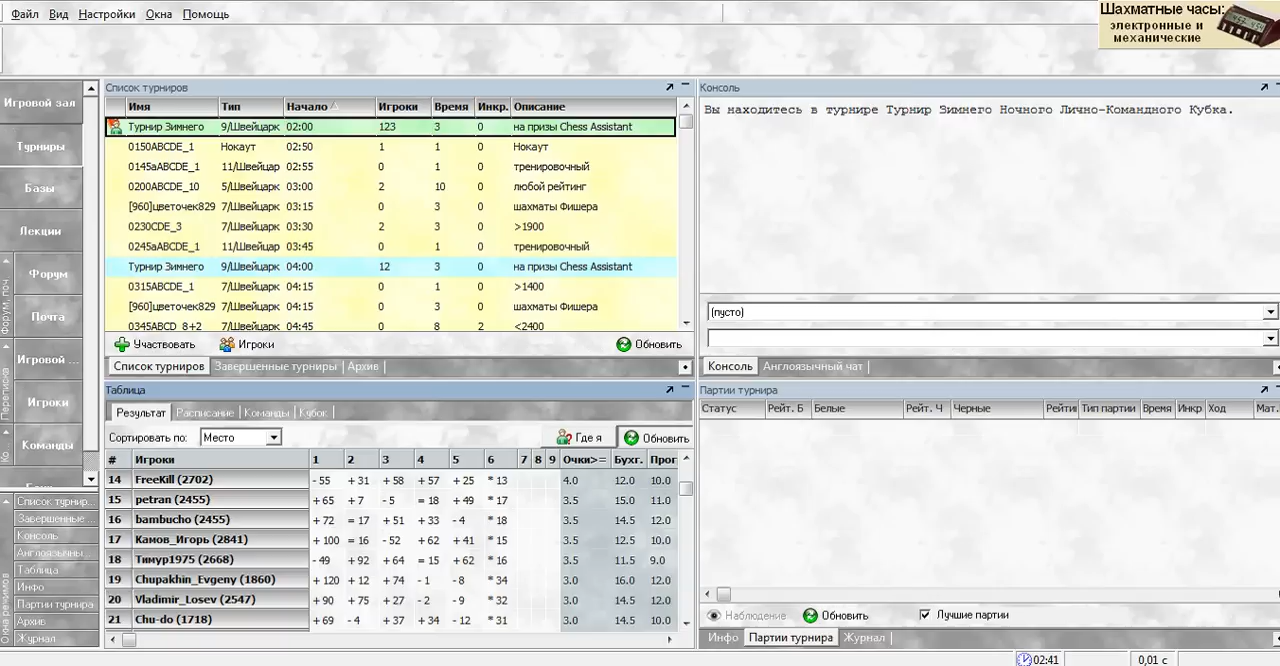 Файл Вид Настройки Окна Помощь
Шахматные часы:
электронные и
механические
Игровой зал
Турниры
Базы
Лекции
Форум
Почта
Игровой ...
Игроки
Команды
Форум, поч
Переписка
Ко...
Список турнир...
Завершенные ...
Консоль
Англоязычны...
Таблица
Инфо
Партии турнира
Архив
Журнал
Окна режимов
Список турниров
Имя Тип Начало Игроки Время Инкр. Описание
Турнир Зимнего 9/Швейцарк 02:00 123 3 0 на призы Chess Assistant
0150ABCDE_1 Нокаут 02:50 1 1 0 Нокаут
0145aABCDE_1 11/Швейцар 02:55 0 1 0 тренировочный
0200ABCDE_10 5/Швейцарк 03:00 2 10 0 любой рейтинг
[960]цветочек829 7/Швейцарк 03:15 0 3 0 шахматы Фишера
0230CDE_3 7/Швейцарк 03:30 2 3 0 >1900
0245aABCDE_1 11/Швейцар 03:45 0 1 0 тренировочный
Турнир Зимнего 9/Швейцарк 04:00 12 3 0 на призы Chess Assistant
0315ABCDE_1 7/Швейцарк 04:15 0 1 0 >1400
[960]цветочек829 7/Швейцарк 04:15 0 3 0 шахматы Фишера
0345ABCD_8+2 7/Швейцарк 04:45 0 8 2 <2400
Участвовать Игроки Обновить
Список турниров Завершенные турниры Архив
Таблица
Результат Расписание Команды Кубок
Сортировать по: Место Где я Обновить
# Игроки 1 2 3 4 5 6 7 8 9 Очки>= Бухг. Прог
14 FreeKill (2702) - 55 + 31 + 58 + 57 + 25 * 13 4.0 12.0 10.0
15 petran (2455) + 65 + 7 - 5 = 18 + 49 * 17 3.5 15.0 11.0
16 bambucho (2455) + 72 = 17 + 51 + 33 - 4 * 18 3.5 14.5 12.0
17 Камов_Игорь (2841) + 100 = 16 - 52 + 62 + 41 * 15 3.5 12.5 10.0
18 Тимур1975 (2668) - 49 + 92 + 64 = 15 + 62 * 16 3.5 11.5 9.0
19 Chupakhin_Evgeny (1860) + 120 + 12 + 74 - 1 - 8 * 34 3.0 16.0 12.0
20 Vladimir_Losev (2547) + 90 + 75 + 27 - 2 - 9 * 32 3.0 14.5 12.0
21 Chu-do (1718) + 69 - 4 + 37 + 34 - 12 * 31 3.0 14.5 10.0
Консоль
Вы находитесь в турнире Турнир Зимнего Ночного Лично-Командного Кубка.
(пусто)
Консоль Англоязычный чат
Партии турнира
Статус Рейт. Б Белые Рейт. Ч Черные Рейти Тип партии Время Инкр Ход Мат.
Наблюдение Обновить Лучшие партии
Инфо Партии турнира Журнал
02:41 0,01 с